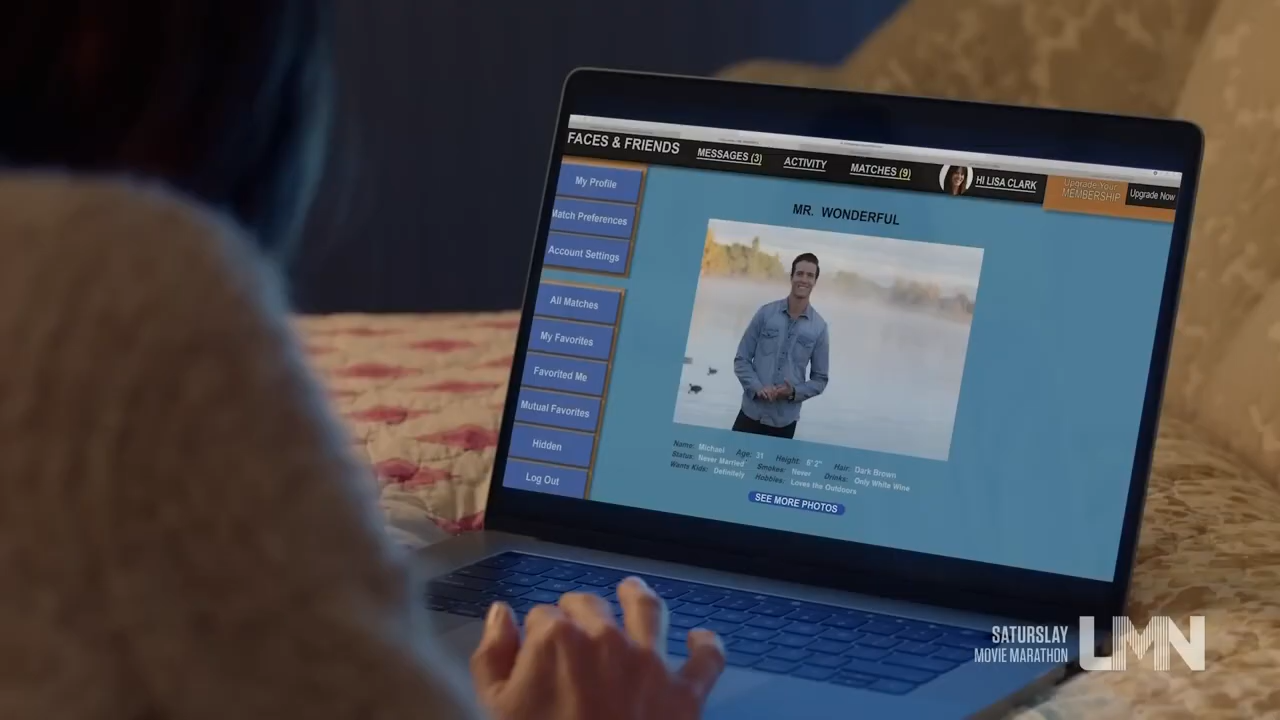 FACES & FRIENDS
MESSAGES (3)
ACTIVITY
MATCHES (9)
HI LISA CLARK
Upgrade Your
MEMBERSHIP
Upgrade Now
My Profile
Match Preferences
Account Settings
All Matches
My Favorites
Favorited Me
Mutual Favorites
Hidden
Log Out
MR. WONDERFUL
Name: Michael Age: 31 Height: 6' 2" Hair: Dark Brown
Status: Never Married Smokes: Never Drinks: Only White Wine
Wants Kids: Definitely Hobbies: Loves the Outdoors
SEE MORE PHOTOS
SATURSLAY
MOVIE MARATHON
LMN